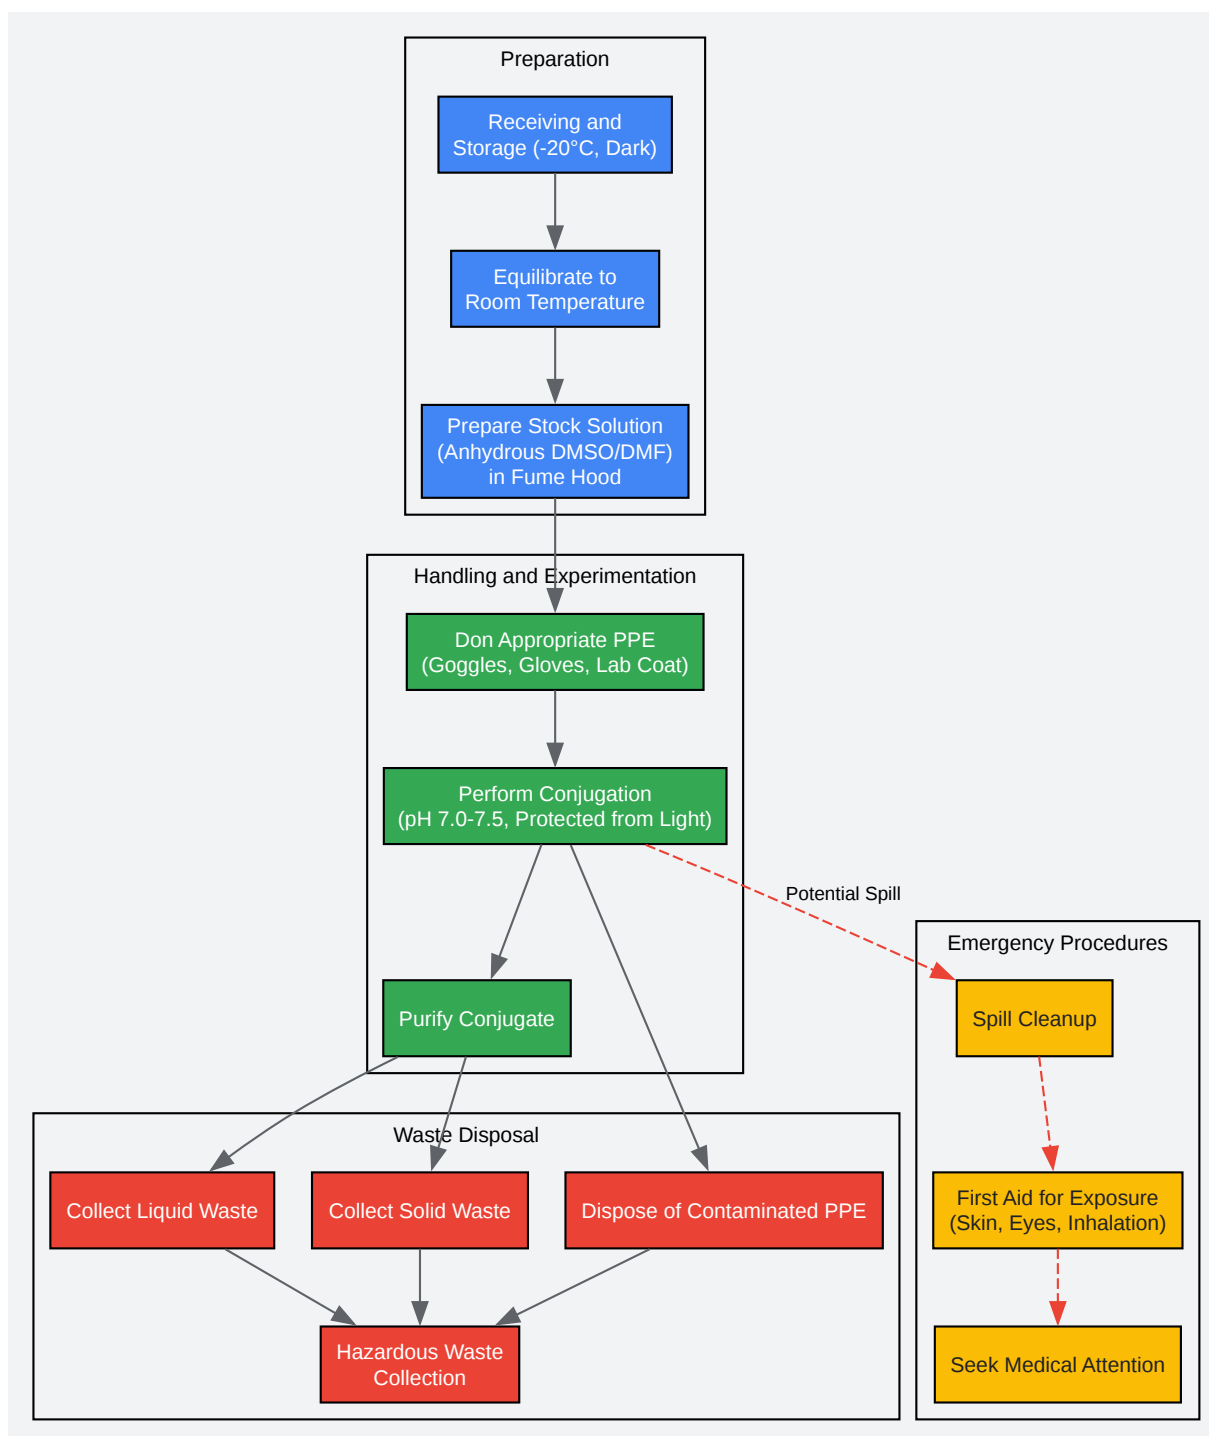 Preparation
Receiving and
Storage (-20°C, Dark)
Equilibrate to
Room Temperature
Prepare Stock Solution
(Anhydrous DMSO/DMF)
in Fume Hood
Handling and Experimentation
Don Appropriate PPE
(Goggles, Gloves, Lab Coat)
Perform Conjugation
(pH 7.0-7.5, Protected from Light)
Potential Spill
Purify Conjugate
Emergency Procedures
Spill Cleanup
First Aid for Exposure
(Skin, Eyes, Inhalation)
Seek Medical Attention
Waste Disposal
Collect Liquid Waste
Collect Solid Waste
Dispose of Contaminated PPE
Hazardous Waste
Collection